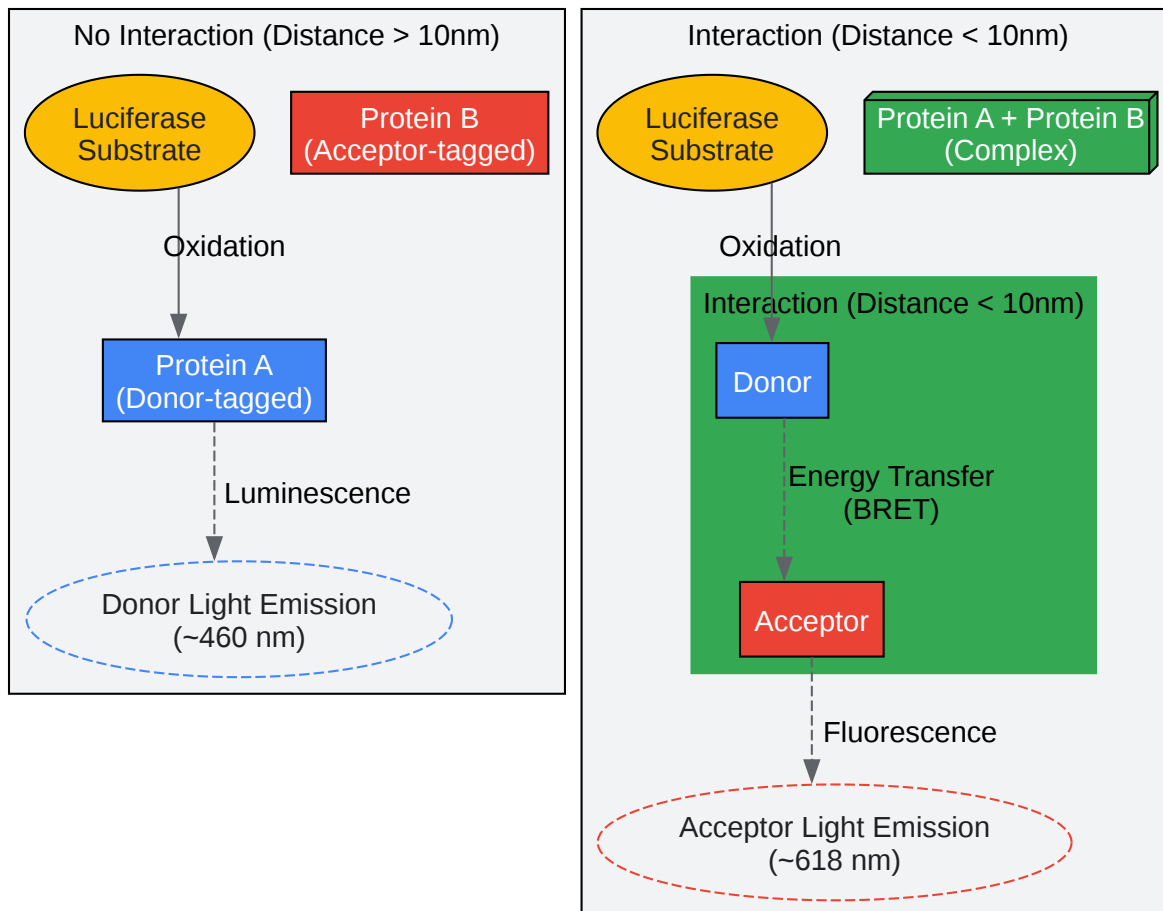 No Interaction (Distance > 10nm)
Luciferase
Substrate
Protein B
(Acceptor-tagged)
Oxidation
Protein A
(Donor-tagged)
Luminescence
Donor Light Emission
(~460 nm)
Interaction (Distance < 10nm)
Luciferase
Substrate
Protein A + Protein B
(Complex)
Oxidation
Interaction (Distance < 10nm)
Donor
Energy Transfer
(BRET)
Acceptor
Fluorescence
Acceptor Light Emission
(~618 nm)